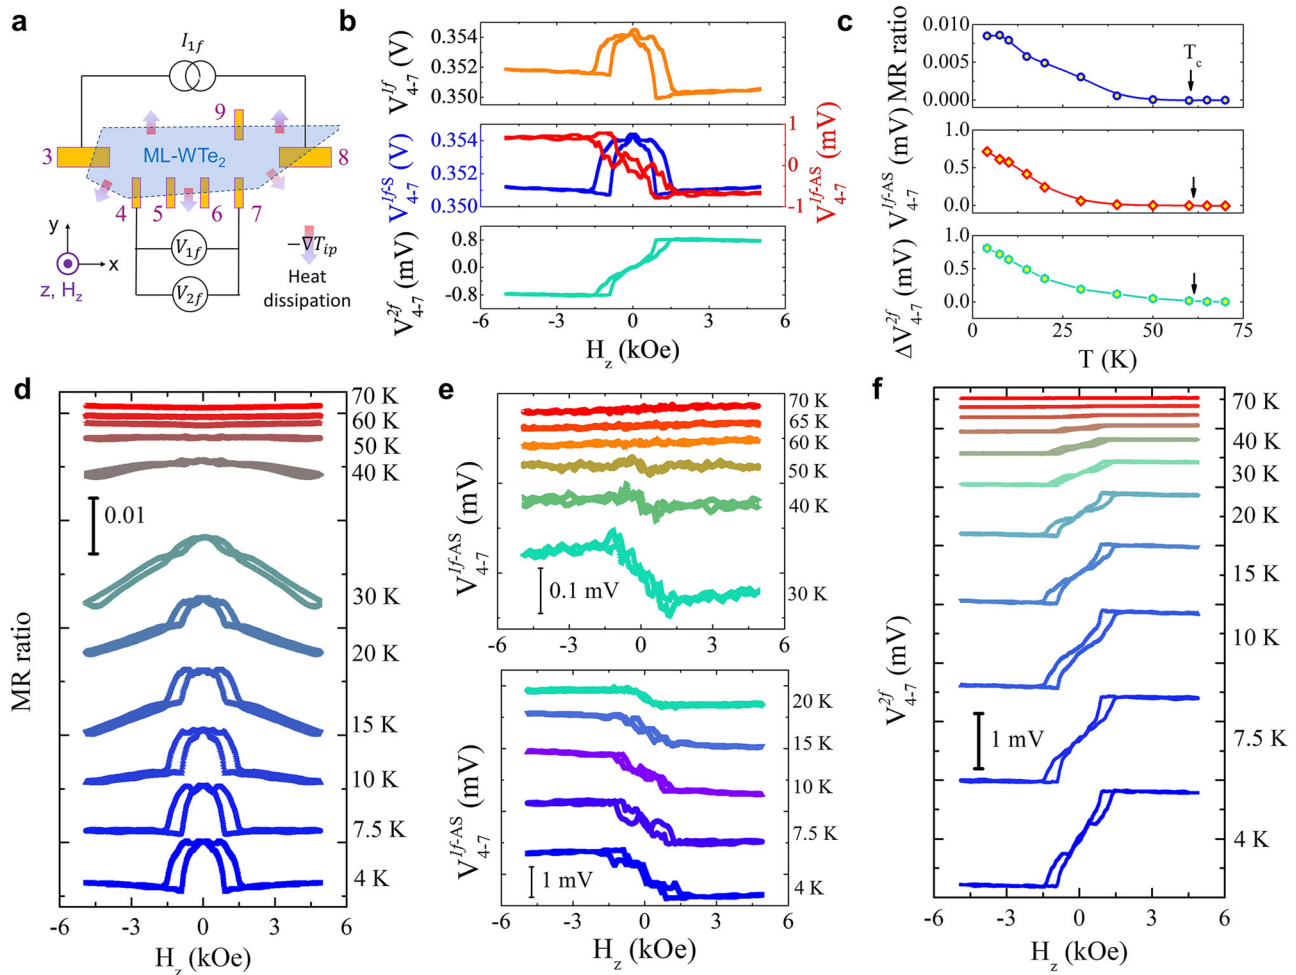 a
I1f
9
3
ML-WTe2
8
4
5
6
7
V1f
V2f
y
x
z, Hz
−∇Tip
Heat
dissipation
b
V4-7^1f (V)
0.354
0.352
0.350
V4-7^1f-S (V)
0.354
0.352
0.350
1
0
-1
V4-7^1f-AS (mV)
V4-7^2f (mV)
0.8
0.0
-0.8
-6
-3
0
3
6
Hz (kOe)
c
MR ratio
0.010
0.005
0.000
Tc
V4-7^1f-AS (mV)
1.0
0.5
0.0
ΔV4-7^2f (mV)
1.0
0.5
0.0
0
25
50
75
T (K)
d
MR ratio
70 K
60 K
50 K
40 K
0.01
30 K
20 K
15 K
10 K
7.5 K
4 K
-6
-3
0
3
6
Hz (kOe)
e
V4-7^1f-AS (mV)
70 K
65 K
60 K
50 K
40 K
0.1 mV
30 K
-6
-3
0
3
6
V4-7^1f-AS (mV)
20 K
15 K
10 K
7.5 K
1 mV
4 K
-6
-3
0
3
6
Hz (kOe)
f
V4-7^2f (mV)
70 K
50 K
40 K
30 K
20 K
15 K
10 K
1 mV
7.5 K
4 K
-6
-3
0
3
6
Hz (kOe)